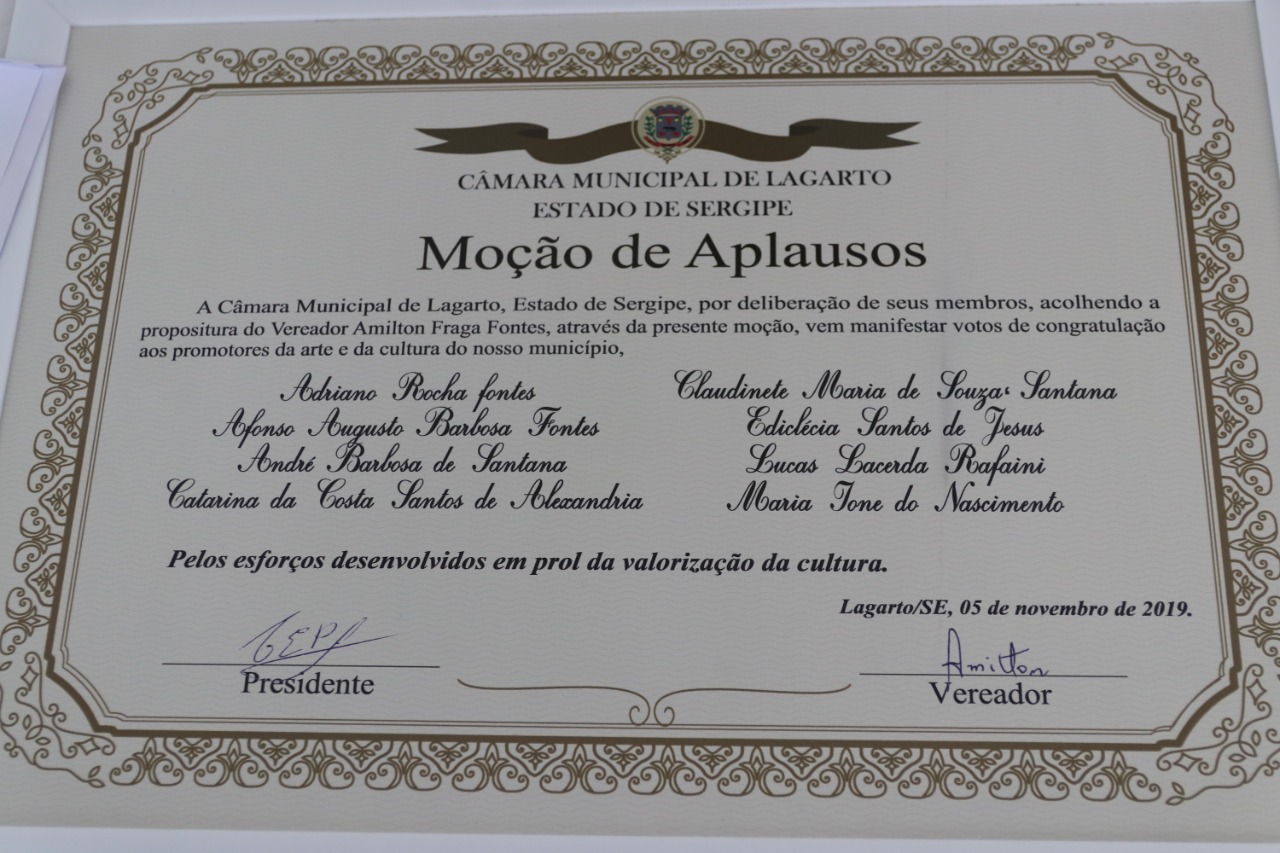 CÂMARA MUNICIPAL DE LAGARTO
ESTADO DE SERGIPE
Moção de Aplausos
A Câmara Municipal de Lagarto, Estado de Sergipe, por deliberação de seus membros, acolhendo a
propositura do Vereador Amilton Fraga Fontes, através da presente moção, vem manifestar votos de congratulação
aos promotores da arte e da cultura do nosso município,
Adriano Rocha fontes
Afonso Augusto Barbosa Fontes
André Barbosa de Santana
Catarina da Costa Santos de Alexandria
Claudinete Maria de Souza Santana
Ediclécia Santos de Jesus
Lucas Lacerda Rafaini
Maria Ione do Nascimento
Pelos esforços desenvolvidos em prol da valorização da cultura.
Lagarto/SE, 05 de novembro de 2019.
Presidente
Amilton
Vereador